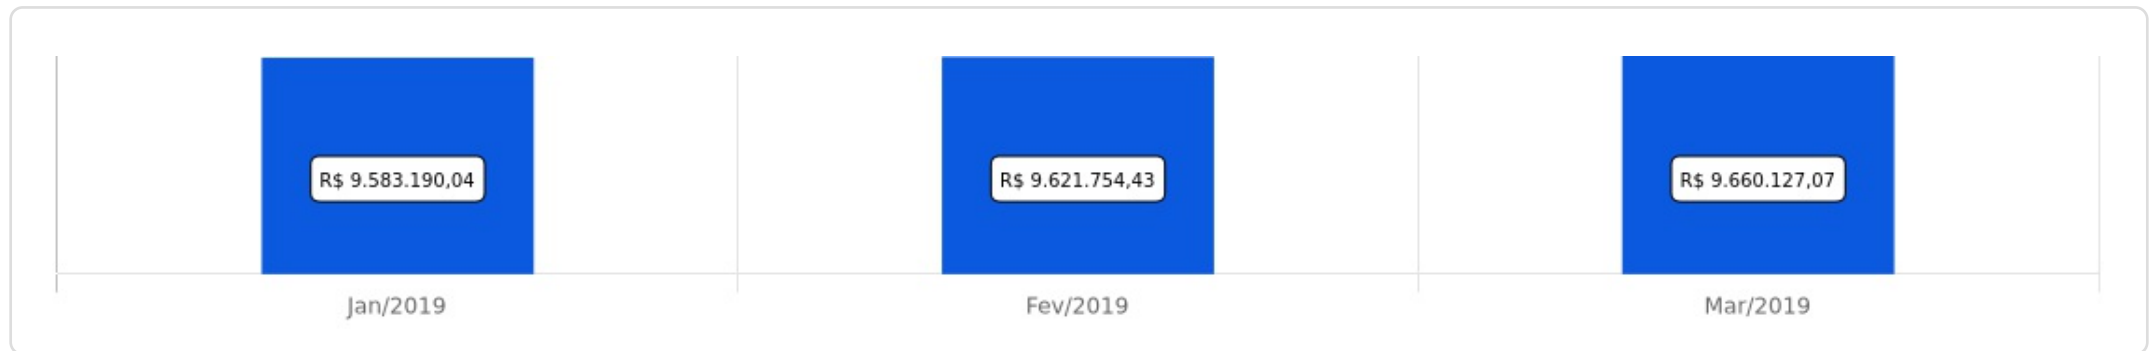 R$ 9.583.190,04
R$ 9.621.754,43
R$ 9.660.127,07
Jan/2019
Fev/2019
Mar/2019